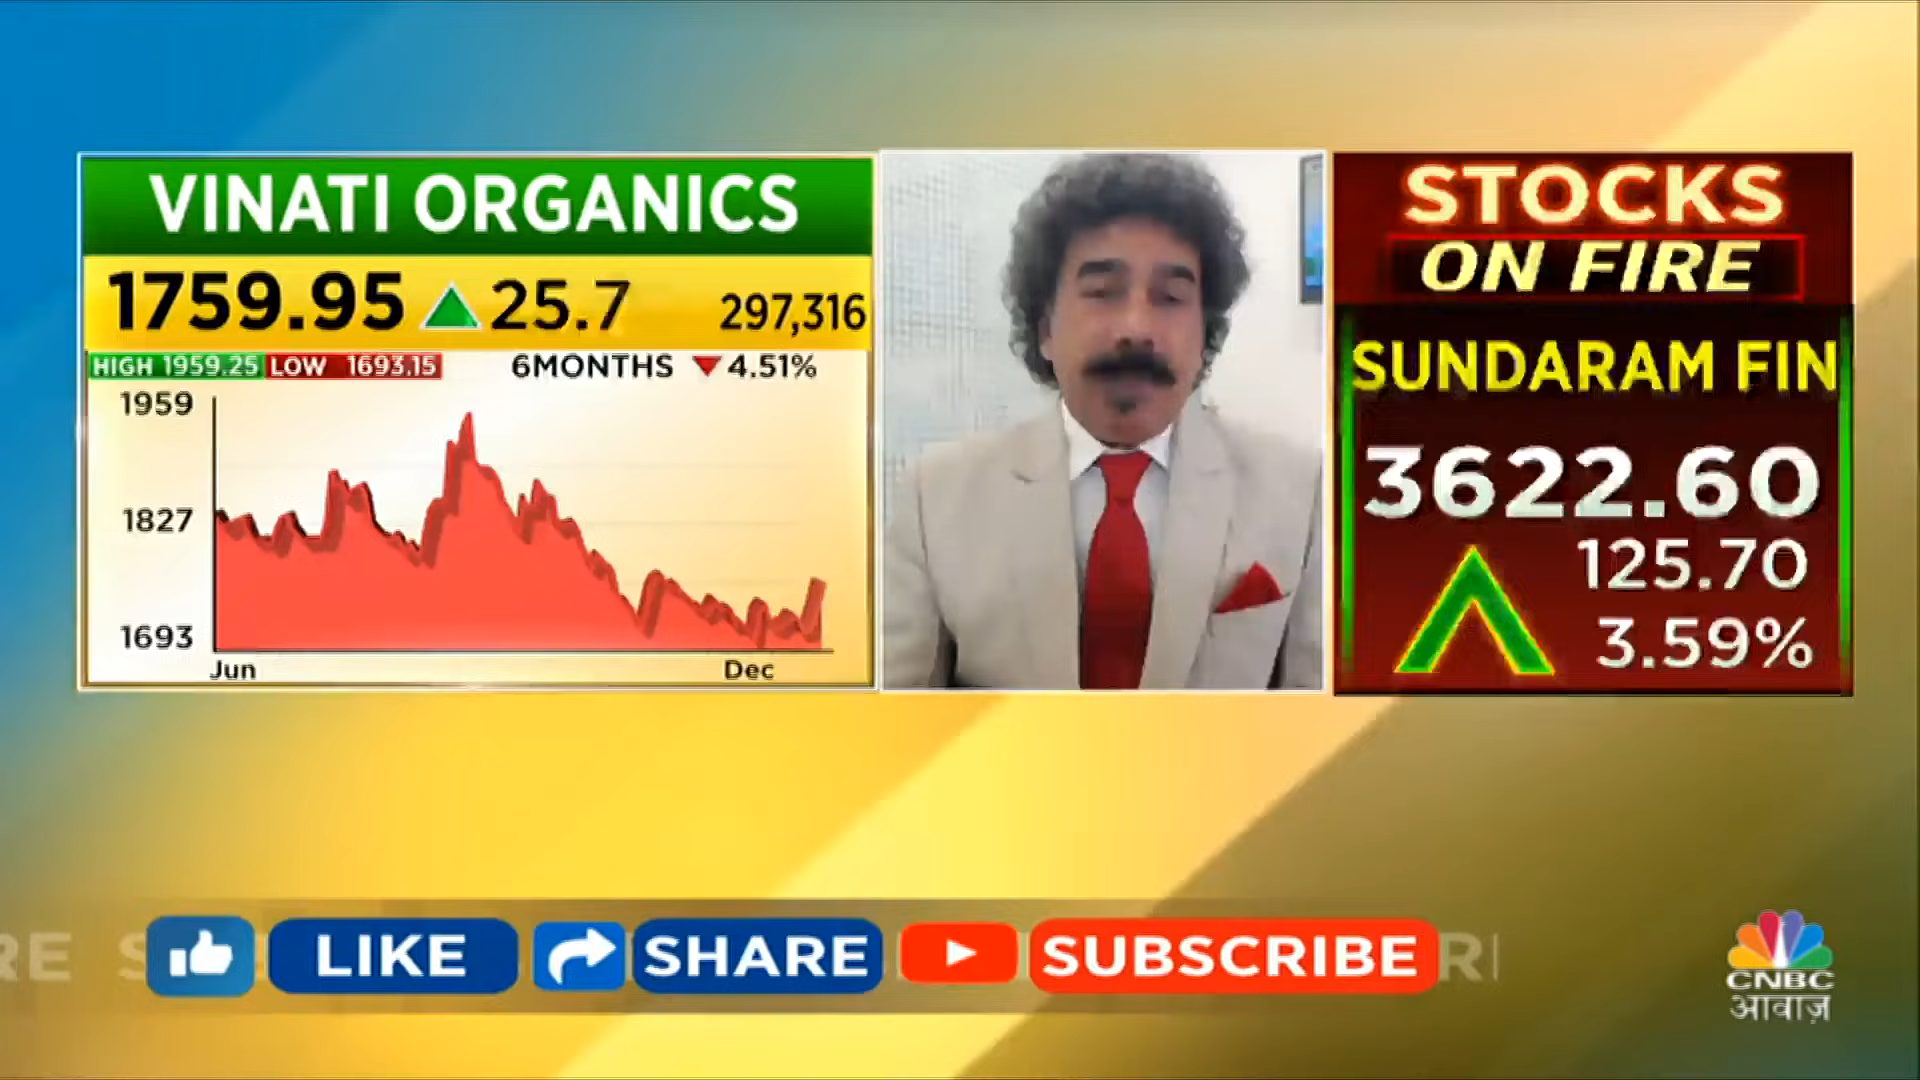 VINATI ORGANICS
1759.95 25.7 297,316
HIGH 1959.25 LOW 1693.15 6MONTHS 4.51%
1959
1827
1693
Jun Dec
STOCKS
ON FIRE
SUNDARAM FIN
3622.60
125.70
3.59%
LIKE SHARE SUBSCRIBE
CNBC
आवाज़